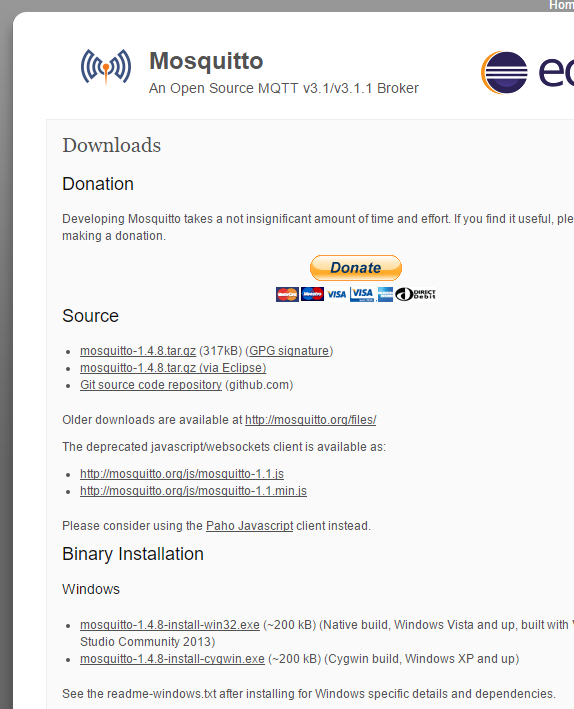 Hom
Mosquitto
An Open Source MQTT v3.1/v3.1.1 Broker
ec
Downloads
Donation
Developing Mosquitto takes a not insignificant amount of time and effort. If you find it useful, ple
making a donation.
Donate
VISA VISA DIRECT
Debit
Source
mosquitto-1.4.8.tar.gz (317kB) (GPG signature)
mosquitto-1.4.8.tar.gz (via Eclipse)
Git source code repository (github.com)
Older downloads are available at http://mosquitto.org/files/
The deprecated javascript/websockets client is available as:
http://mosquitto.org/js/mosquitto-1.1.js
http://mosquitto.org/js/mosquitto-1.1.min.js
Please consider using the Paho Javascript client instead.
Binary Installation
Windows
mosquitto-1.4.8-install-win32.exe (~200 kB) (Native build, Windows Vista and up, built with V
Studio Community 2013)
mosquitto-1.4.8-install-cygwin.exe (~200 kB) (Cygwin build, Windows XP and up)
See the readme-windows.txt after installing for Windows specific details and dependencies.